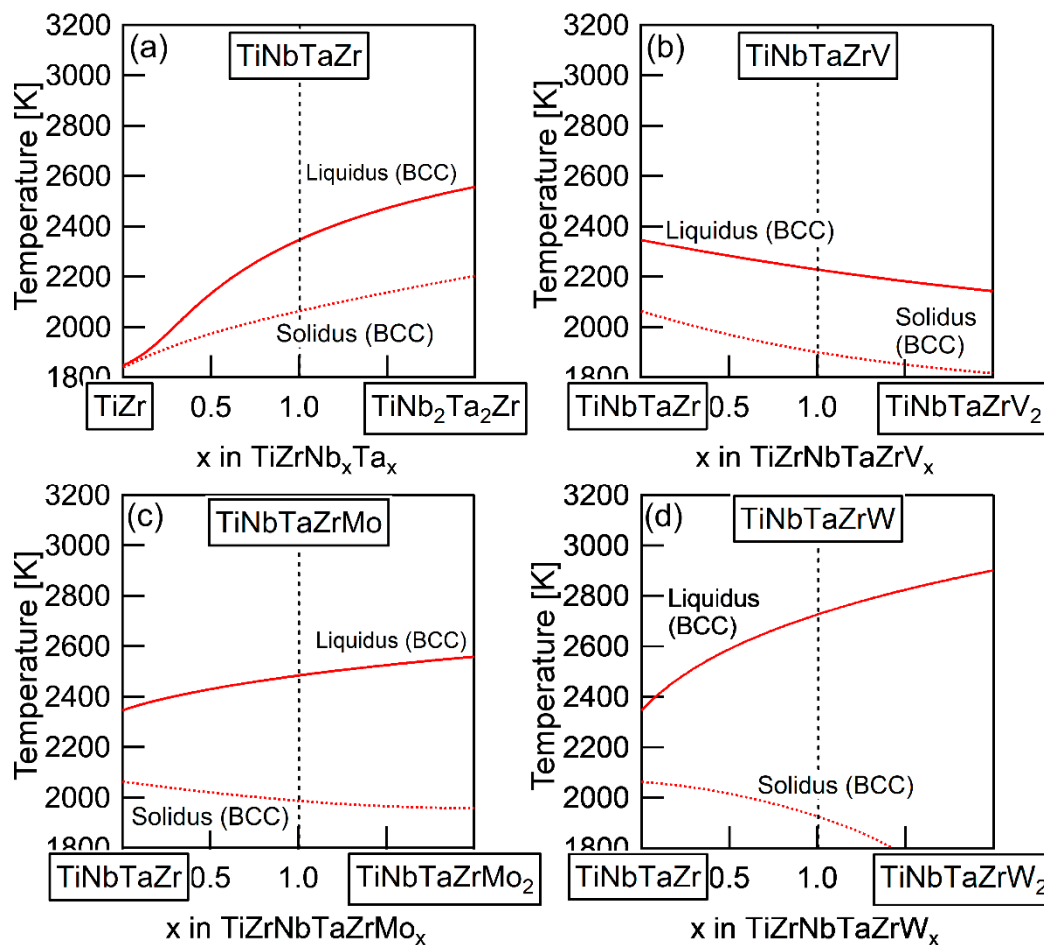 (a)
TiNbTaZr
Temperature [K]
3200
3000
2800
2600
2400
2200
2000
1800
Liquidus (BCC)
Solidus (BCC)
TiZr 0.5 1.0 TiNb₂Ta₂Zr
x in TiZrNbₓTaₓ
(b)
TiNbTaZrV
Temperature [K]
3200
3000
2800
2600
2400
2200
2000
1800
Liquidus (BCC)
Solidus
(BCC)
TiNbTaZr 0.5 1.0 TiNbTaZrV₂
x in TiZrNbTaZrVₓ
(c)
TiNbTaZrMo
Temperature [K]
3200
3000
2800
2600
2400
2200
2000
1800
Liquidus (BCC)
Solidus (BCC)
TiNbTaZr 0.5 1.0 TiNbTaZrMo₂
x in TiZrNbTaZrMoₓ
(d)
TiNbTaZrW
Temperature [K]
3200
3000
2800
2600
2400
2200
2000
1800
Liquidus
(BCC)
Solidus (BCC)
TiNbTaZr 0.5 1.0 TiNbTaZrW₂
x in TiZrNbTaZrWₓ